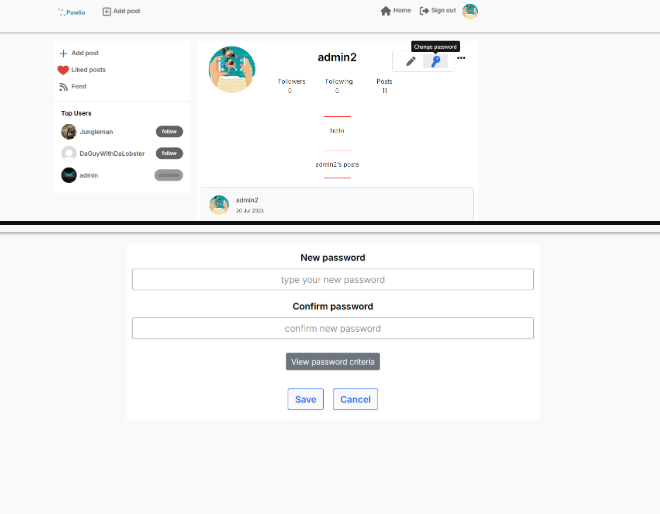 Pawllo
Add post
Home
Sign out
Change password
Add post
Liked posts
Feed
Top Users
Jungleman
follow
DaGuyWithDaLobster
follow
admin
unfollow
admin2
Followers
Following
Posts
0
0
11
hello
admin2's posts
admin2
20 Jul 2023
New password
type your new password
Confirm password
confirm new password
View password criteria
Save
Cancel